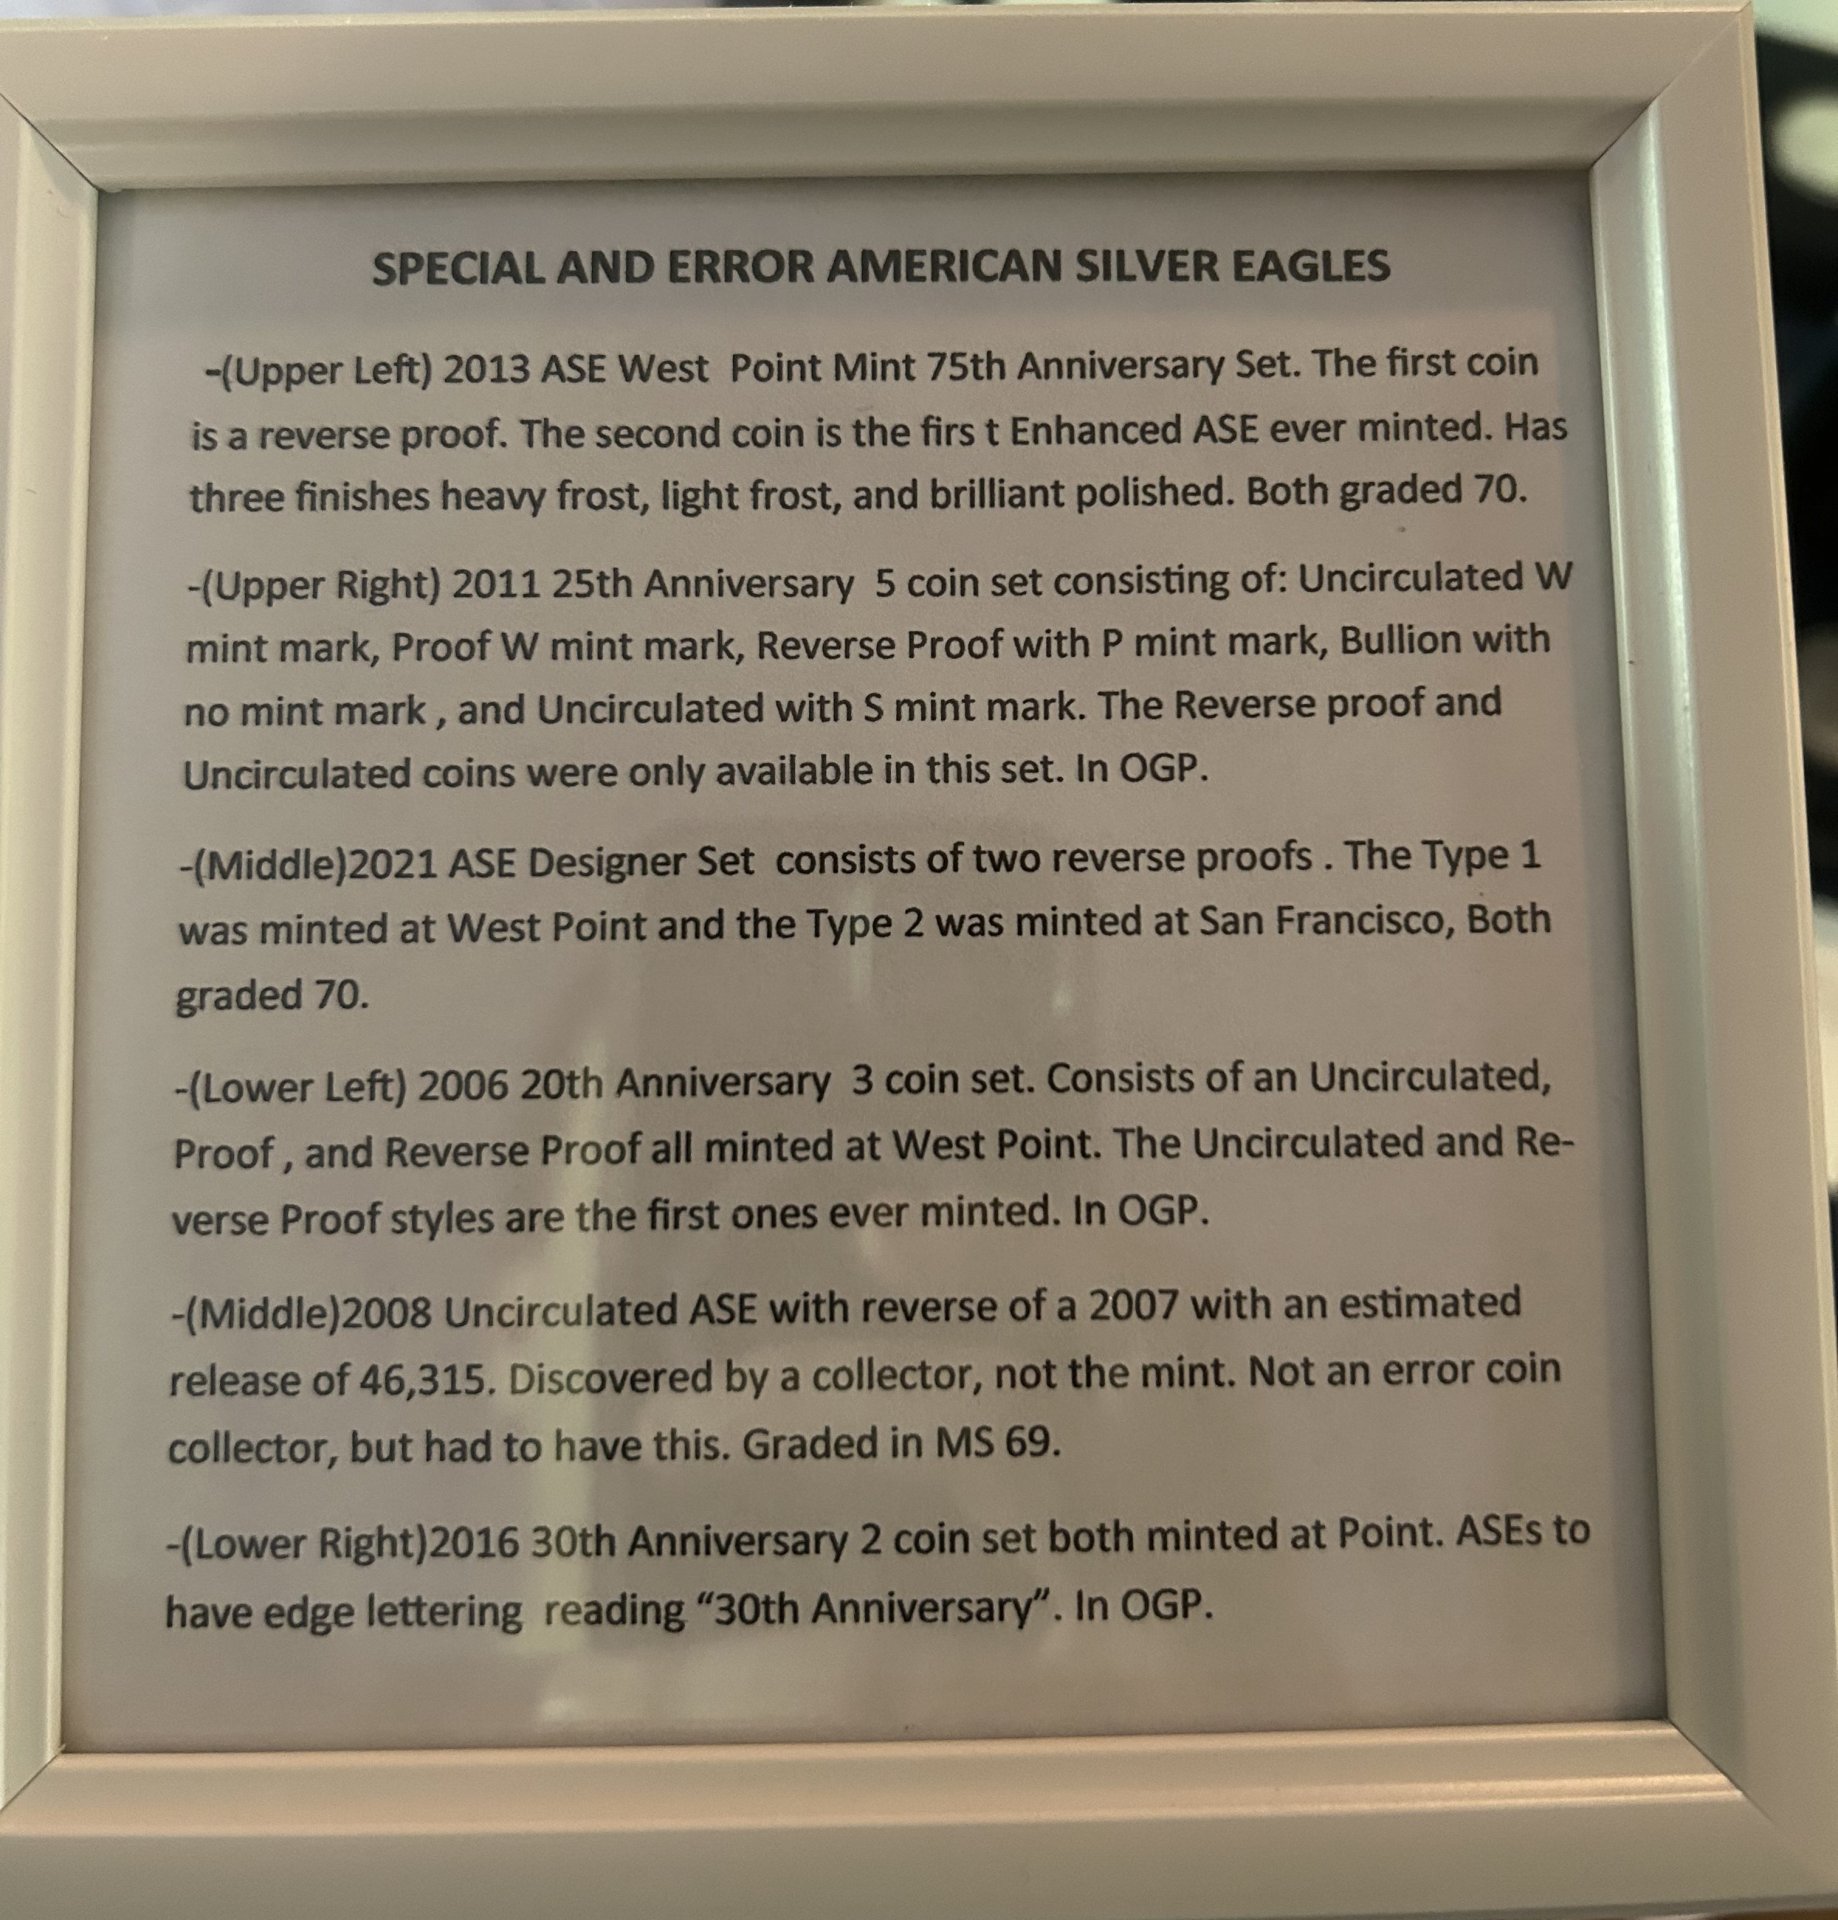 SPECIAL AND ERROR AMERICAN SILVER EAGLES
-(Upper Left) 2013 ASE West  Point Mint 75th Anniversary Set. The first coin
is a reverse proof. The second coin is the firs t Enhanced ASE ever minted. Has
three finishes heavy frost, light frost, and brilliant polished. Both graded 70.
-(Upper Right) 2011 25th Anniversary  5 coin set consisting of: Uncirculated W
mint mark, Proof W mint mark, Reverse Proof with P mint mark, Bullion with
no mint mark , and Uncirculated with S mint mark. The Reverse proof and
Uncirculated coins were only available in this set. In OGP.
-(Middle)2021 ASE Designer Set  consists of two reverse proofs . The Type 1
was minted at West Point and the Type 2 was minted at San Francisco, Both
graded 70.
-(Lower Left) 2006 20th Anniversary  3 coin set. Consists of an Uncirculated,
Proof , and Reverse Proof all minted at West Point. The Uncirculated and Re-
verse Proof styles are the first ones ever minted. In OGP.
-(Middle)2008 Uncirculated ASE with reverse of a 2007 with an estimated
release of 46,315. Discovered by a collector, not the mint. Not an error coin
collector, but had to have this. Graded in MS 69.
-(Lower Right)2016 30th Anniversary 2 coin set both minted at Point. ASEs to
have edge lettering  reading “30th Anniversary”. In OGP.